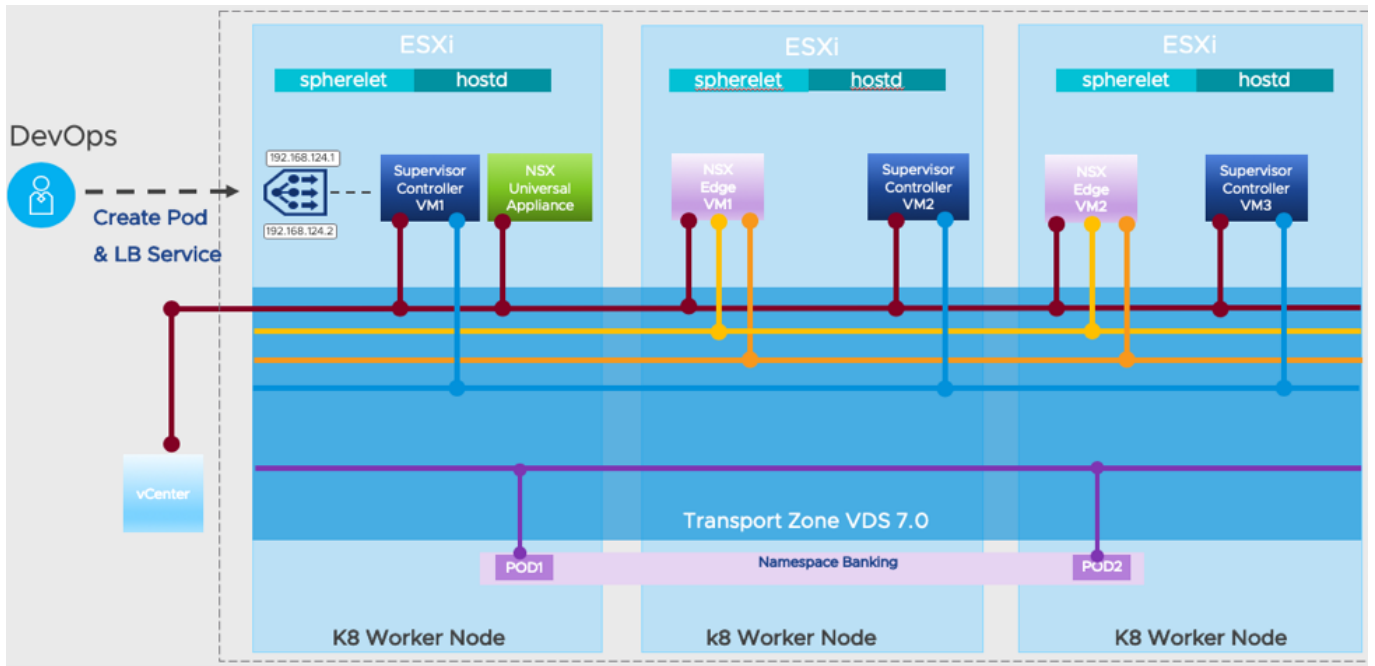 ESXi
ESXi
ESXi
spherelet hostd
spherelet hostd
spherelet hostd
DevOps
192.168.124.1
Supervisor
Controller
VM1
NSX
Universal
Appliance
NSX
Edge
VM1
Supervisor
Controller
VM2
NSX
Edge
VM2
Supervisor
Controller
VM3
Create Pod
& LB Service
192.168.124.2
vCenter
Transport Zone VDS 7.0
POD1
Namespace Banking
POD2
K8 Worker Node
k8 Worker Node
K8 Worker Node